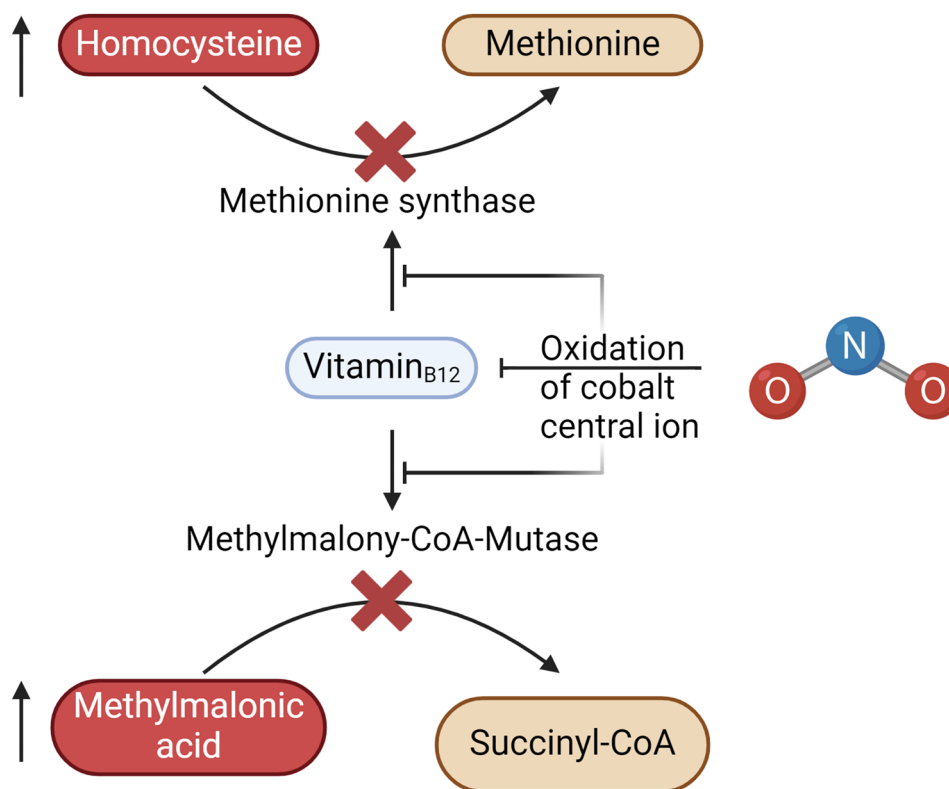 Homocysteine
Methionine
Methionine synthase
Vitamin B12
Oxidation
of cobalt
central ion
N
O
O
Methylmalony-CoA-Mutase
Methylmalonic
acid
Succinyl-CoA